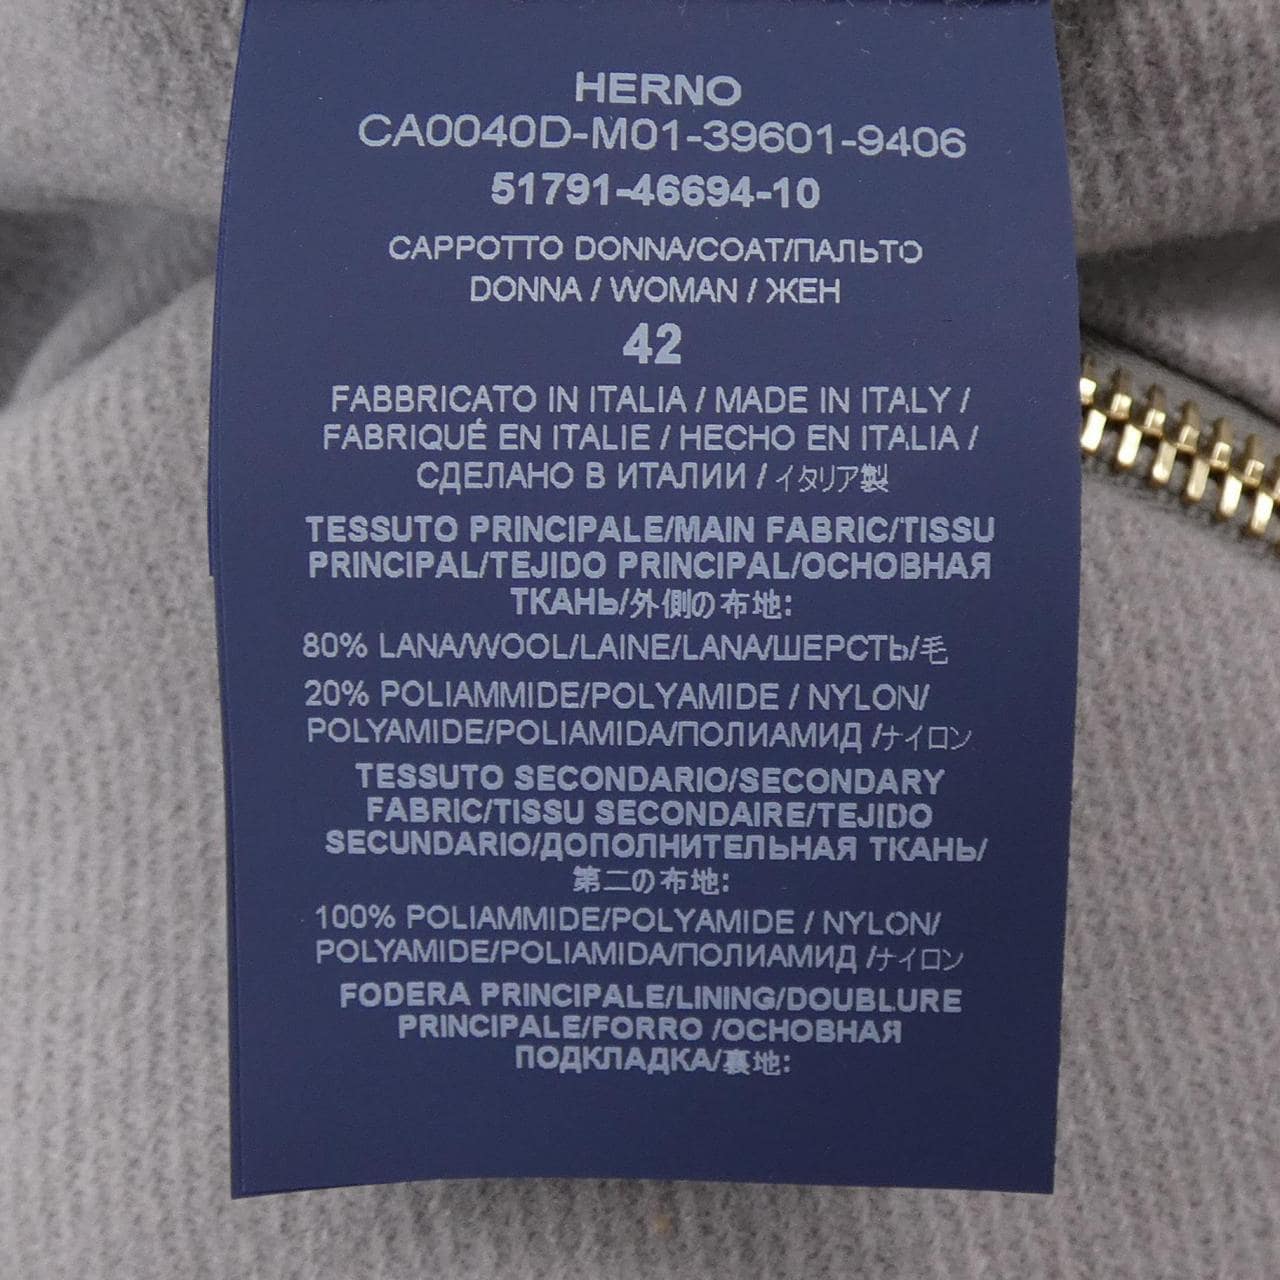 HERNO
CA0040D-M01-39601-9406
51791-46694-10
CAPPOTTO DONNA/COAT/ПАЛЬТО
DONNA / WOMAN / ЖЕН
42
FABBRICATO IN ITALIA / MADE IN ITALY /
FABRIQUÉ EN ITALIE / HECHO EN ITALIA /
СДЕЛАНО В ИТАЛИИ / イタリア製
TESSUTO PRINCIPALE/MAIN FABRIC/TISSU
PRINCIPAL/TEJIDO PRINCIPAL/ОСНОВНАЯ
ТКАНЬ/外側の布地:
80% LANA/WOOL/LAINE/LANA/ШЕРСТЬ/毛
20% POLIAMMIDE/POLYAMIDE / NYLON/
POLYAMIDE/POLIAMIDA/ПОЛИАМИД /ナイロン
TESSUTO SECONDARIO/SECONDARY
FABRIC/TISSU SECONDAIRE/TEJIDO
SECUNDARIO/ДОПОЛНИТЕЛЬНАЯ ТКАНЬ/
第二の布地:
100% POLIAMMIDE/POLYAMIDE / NYLON/
POLYAMIDE/POLIAMIDA/ПОЛИАМИД /ナイロン
FODERA PRINCIPALE/LINING/DOUBLURE
PRINCIPALE/FORRO /ОСНОВНАЯ
ПОДКЛАДКА/裏地: